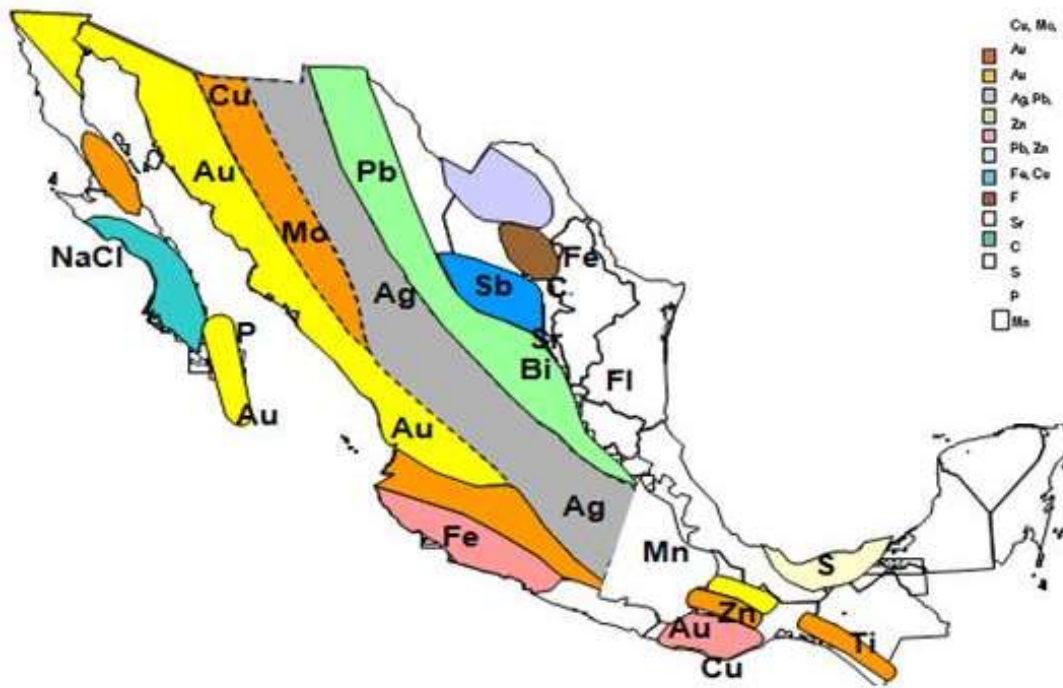 Cu, Mo,
Au
Au
Ag, Pb,
Zn
Pb, Zn
Fe, Cu
F
Sr
C
S
P
Mn
Cu
Au
Pb
Mo
Fe
NaCl
Ag
Sb
C
P
Sr
Bi
Fl
Au
Au
Ag
Fe
Mn
S
Zn
Au
Ti
Cu